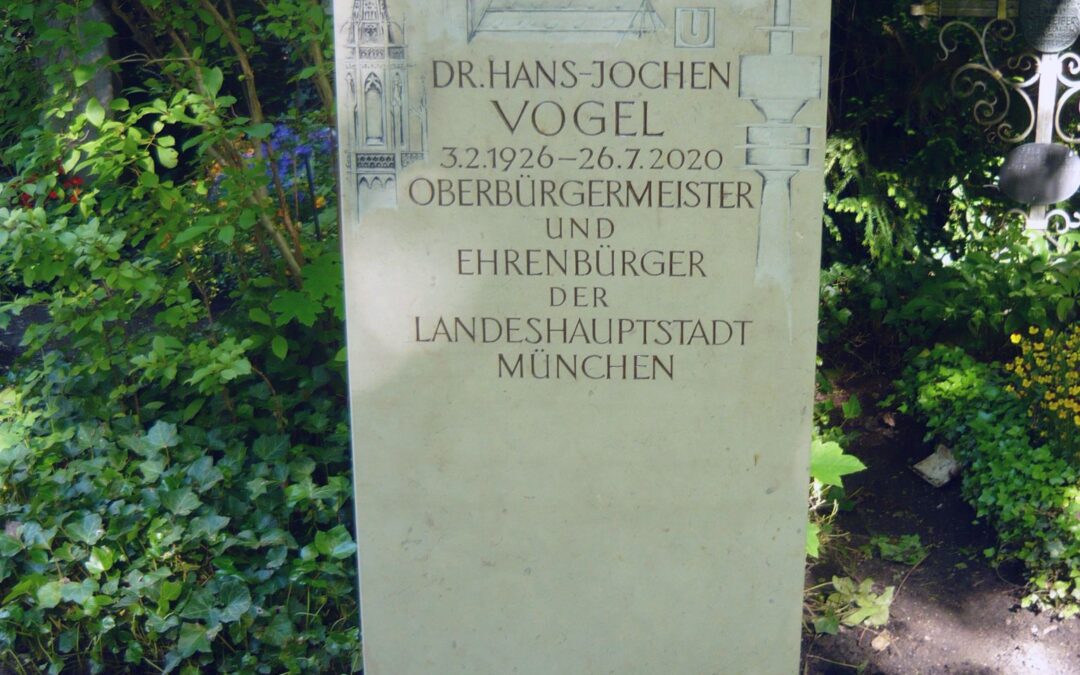 U
DR. HANS-JOCHEN
VOGEL
3.2.1926 – 26.7.2020
OBERBÜRGERMEISTER
UND
EHRENBÜRGER
DER
LANDESHAUPTSTADT
MÜNCHEN